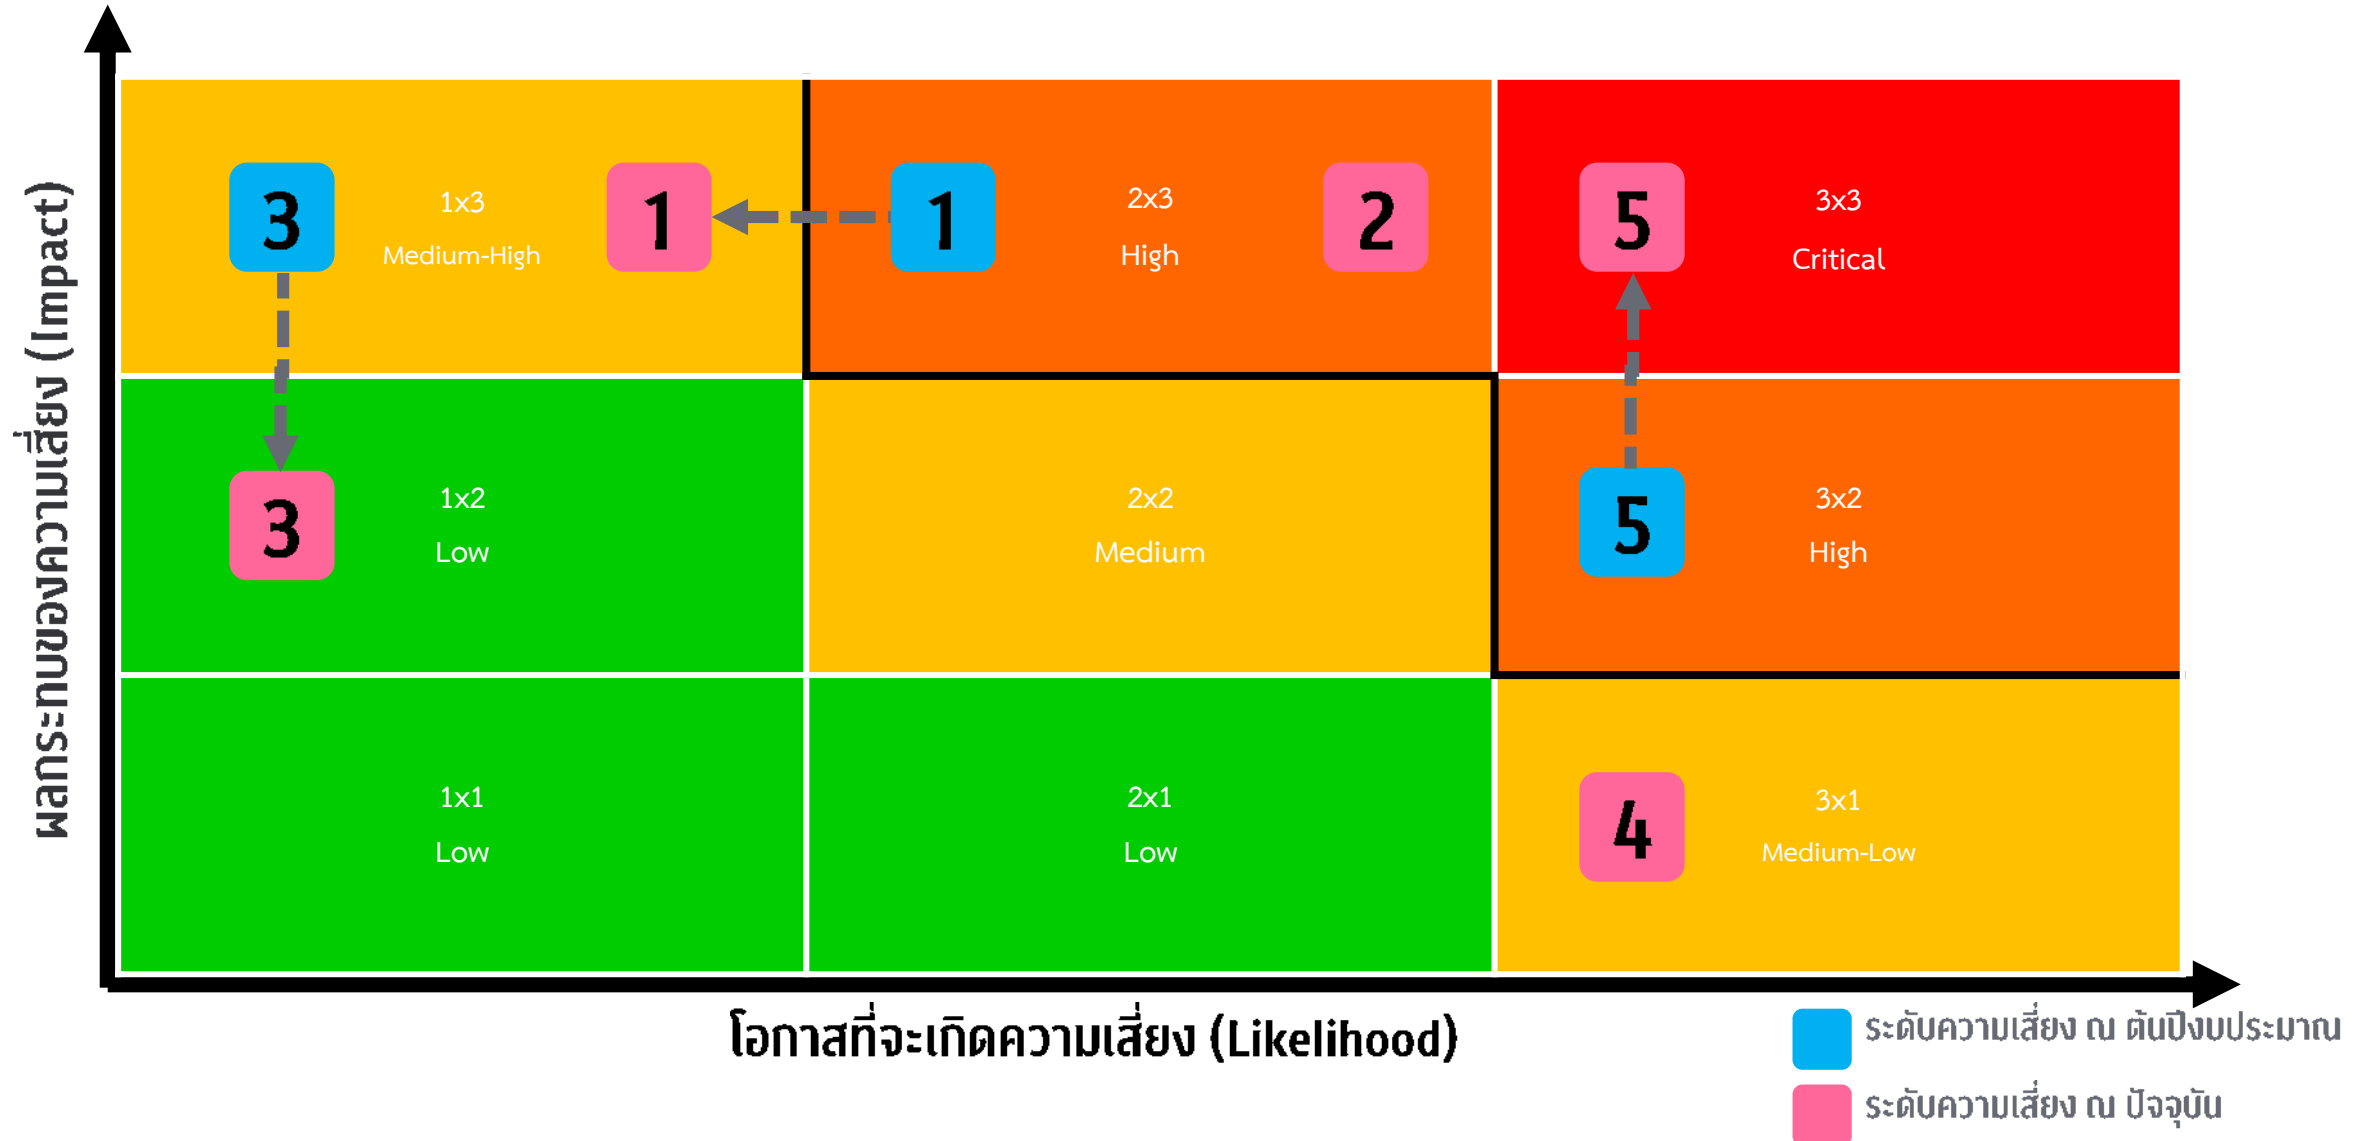 ผลกระทบของความเสี่ยง (Impact)
3
1x3
Medium-High
1
1
2x3
High
2
5
3x3
Critical
3
1x2
Low
2x2
Medium
5
3x2
High
1x1
Low
2x1
Low
4
3x1
Medium-Low
โอกาสที่จะเกิดความเสี่ยง (Likelihood)
ระดับความเสี่ยง ณ ต้นปีงบประมาณ
ระดับความเสี่ยง ณ ปัจจุบัน